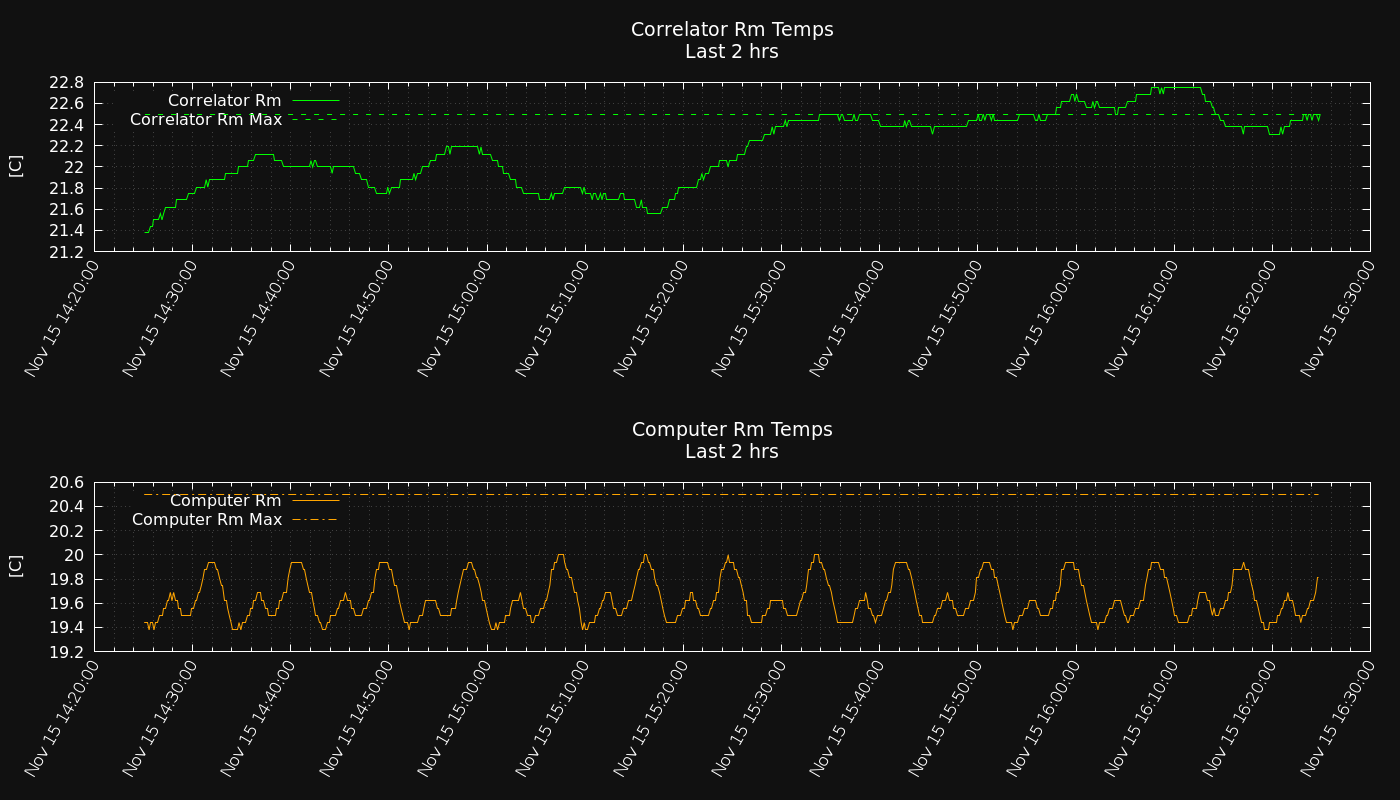 Correlator Rm Temps
Last 2 hrs
22.8
22.6
22.4
22.2
22
21.8
21.6
21.4
21.2
[C]
Correlator Rm
Correlator Rm Max
Nov 15 14:20:00
Nov 15 14:30:00
Nov 15 14:40:00
Nov 15 14:50:00
Nov 15 15:00:00
Nov 15 15:10:00
Nov 15 15:20:00
Nov 15 15:30:00
Nov 15 15:40:00
Nov 15 15:50:00
Nov 15 16:00:00
Nov 15 16:10:00
Nov 15 16:20:00
Nov 15 16:30:00
Computer Rm Temps
Last 2 hrs
20.6
20.4
20.2
20
19.8
19.6
19.4
19.2
[C]
Computer Rm
Computer Rm Max
Nov 15 14:20:00
Nov 15 14:30:00
Nov 15 14:40:00
Nov 15 14:50:00
Nov 15 15:00:00
Nov 15 15:10:00
Nov 15 15:20:00
Nov 15 15:30:00
Nov 15 15:40:00
Nov 15 15:50:00
Nov 15 16:00:00
Nov 15 16:10:00
Nov 15 16:20:00
Nov 15 16:30:00